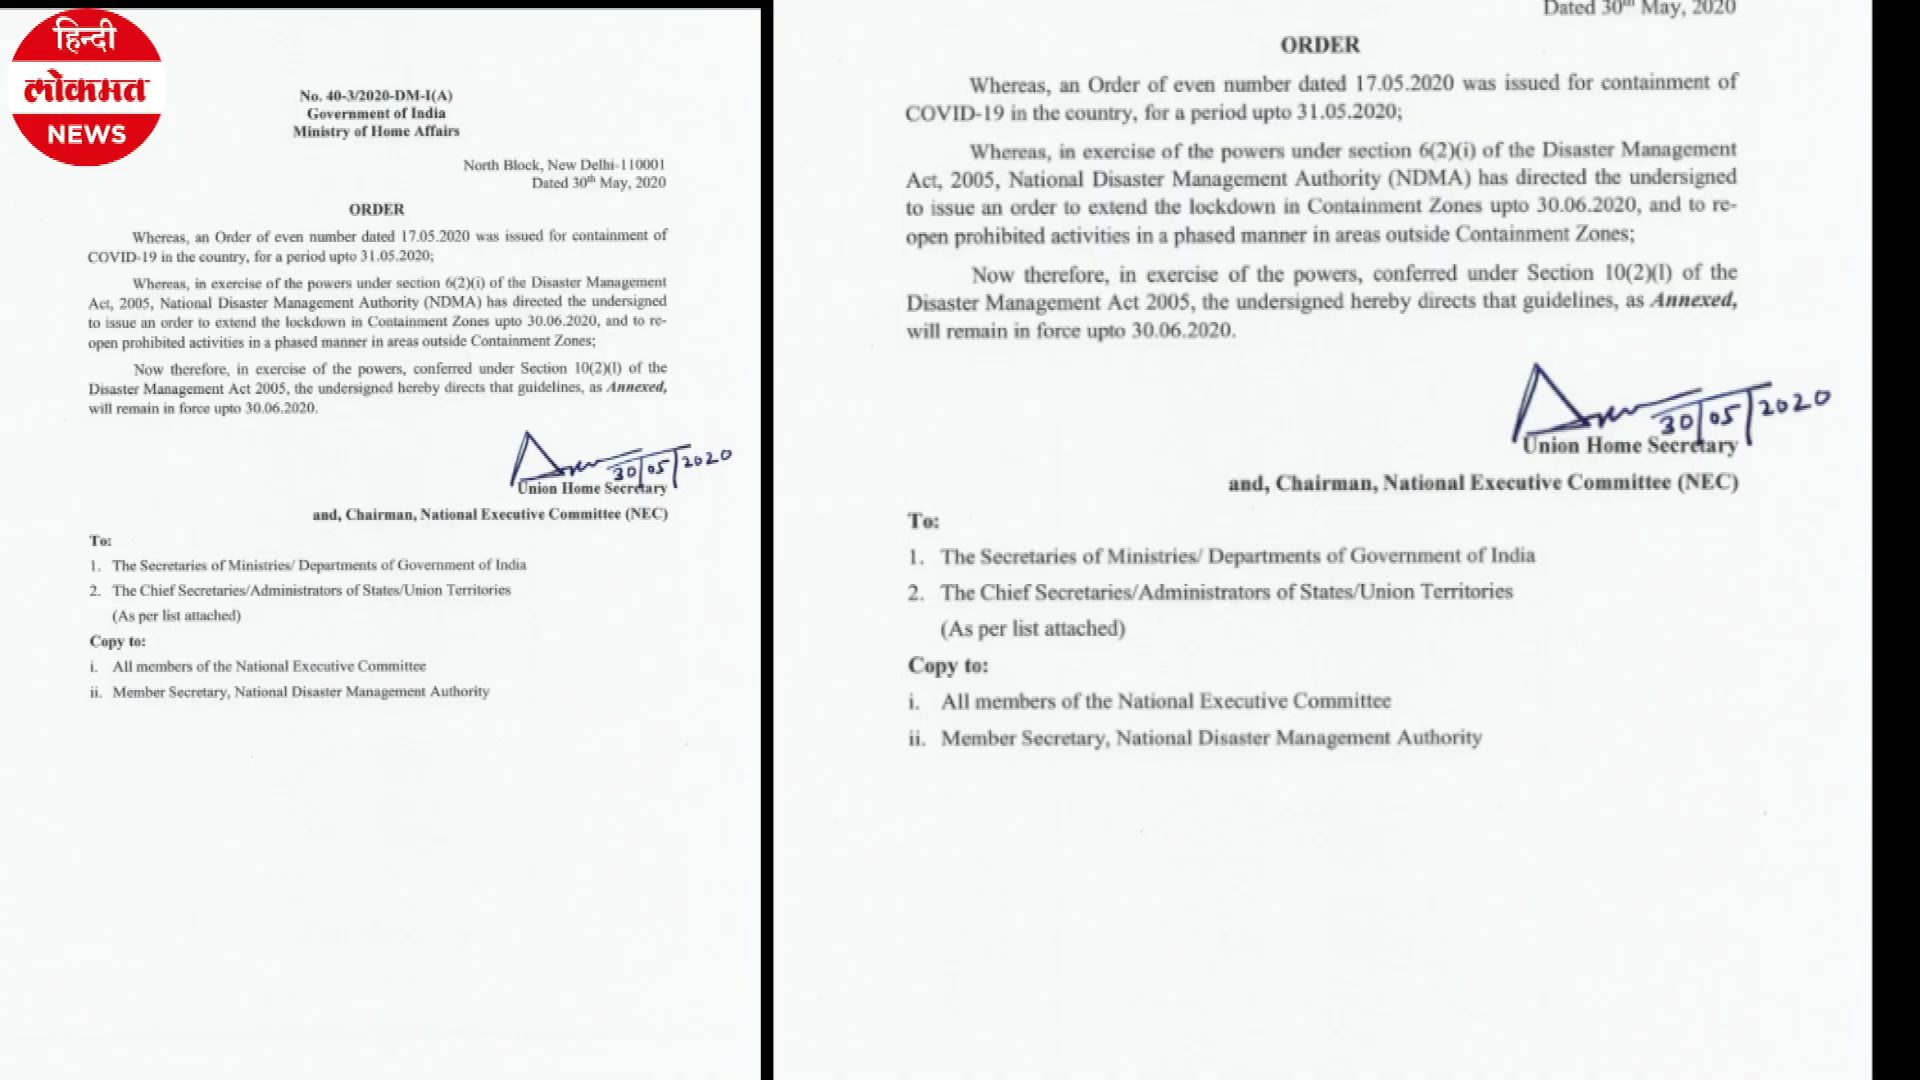 हिन्दी
लोकमत
NEWS
No. 40-3/2020-DM-I(A)
Government of India
Ministry of Home Affairs
North Block, New Delhi-110001
Dated 30th May, 2020
ORDER
Whereas, an Order of even number dated 17.05.2020 was issued for containment of
COVID-19 in the country, for a period upto 31.05.2020;
Whereas, in exercise of the powers under section 6(2)(i) of the Disaster Management
Act, 2005, National Disaster Management Authority (NDMA) has directed the undersigned
to issue an order to extend the lockdown in Containment Zones upto 30.06.2020, and to re-
open prohibited activities in a phased manner in areas outside Containment Zones;
Now therefore, in exercise of the powers, conferred under Section 10(2)(l) of the
Disaster Management Act 2005, the undersigned hereby directs that guidelines, as Annexed,
will remain in force upto 30.06.2020.
30/05/2020
Union Home Secretary
and, Chairman, National Executive Committee (NEC)
To:
1. The Secretaries of Ministries/ Departments of Government of India
2. The Chief Secretaries/Administrators of States/Union Territories
(As per list attached)
Copy to:
i. All members of the National Executive Committee
ii. Member Secretary, National Disaster Management Authority
Dated 30th May, 2020
ORDER
Whereas, an Order of even number dated 17.05.2020 was issued for containment of
COVID-19 in the country, for a period upto 31.05.2020;
Whereas, in exercise of the powers under section 6(2)(i) of the Disaster Management
Act, 2005, National Disaster Management Authority (NDMA) has directed the undersigned
to issue an order to extend the lockdown in Containment Zones upto 30.06.2020, and to re-
open prohibited activities in a phased manner in areas outside Containment Zones;
Now therefore, in exercise of the powers, conferred under Section 10(2)(l) of the
Disaster Management Act 2005, the undersigned hereby directs that guidelines, as Annexed,
will remain in force upto 30.06.2020.
30/05/2020
Union Home Secretary
and, Chairman, National Executive Committee (NEC)
To:
1. The Secretaries of Ministries/ Departments of Government of India
2. The Chief Secretaries/Administrators of States/Union Territories
(As per list attached)
Copy to:
i. All members of the National Executive Committee
ii. Member Secretary, National Disaster Management Authority